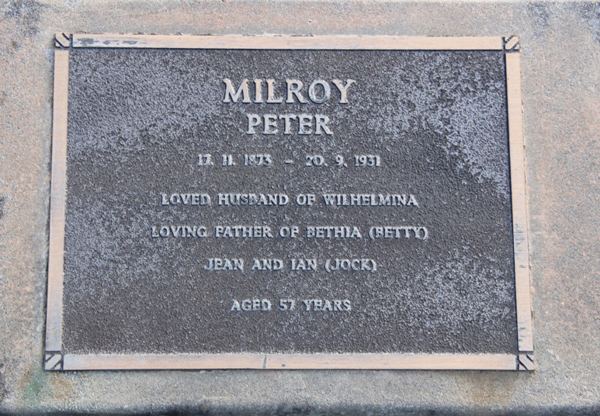 MILROY
PETER
17. 11. 1873 – 20. 9. 1931
LOVED HUSBAND OF WILHELMINA
LOVING FATHER OF BETHIA (BETTY)
JEAN AND IAN (JOCK)
AGED 57 YEARS